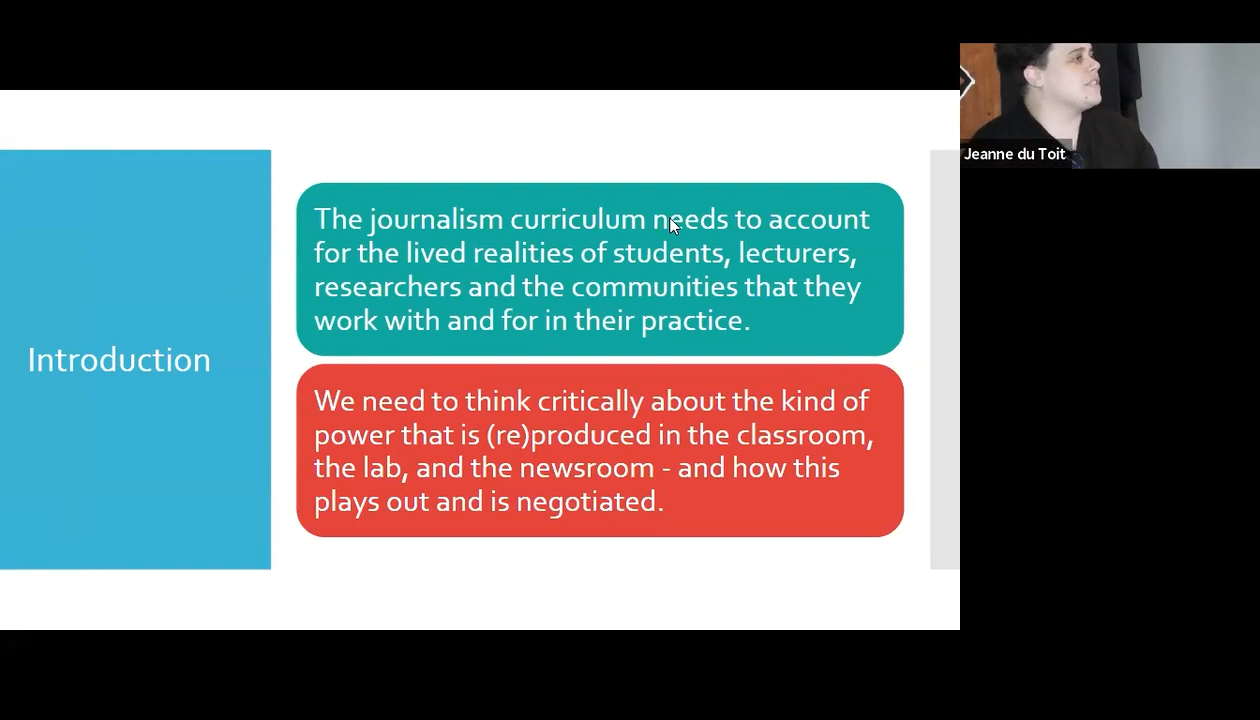 Introduction
The journalism curriculum needs to account
for the lived realities of students, lecturers,
researchers and the communities that they
work with and for in their practice.
We need to think critically about the kind of
power that is (re)produced in the classroom,
the lab, and the newsroom - and how this
plays out and is negotiated.
Jeanne du Toit